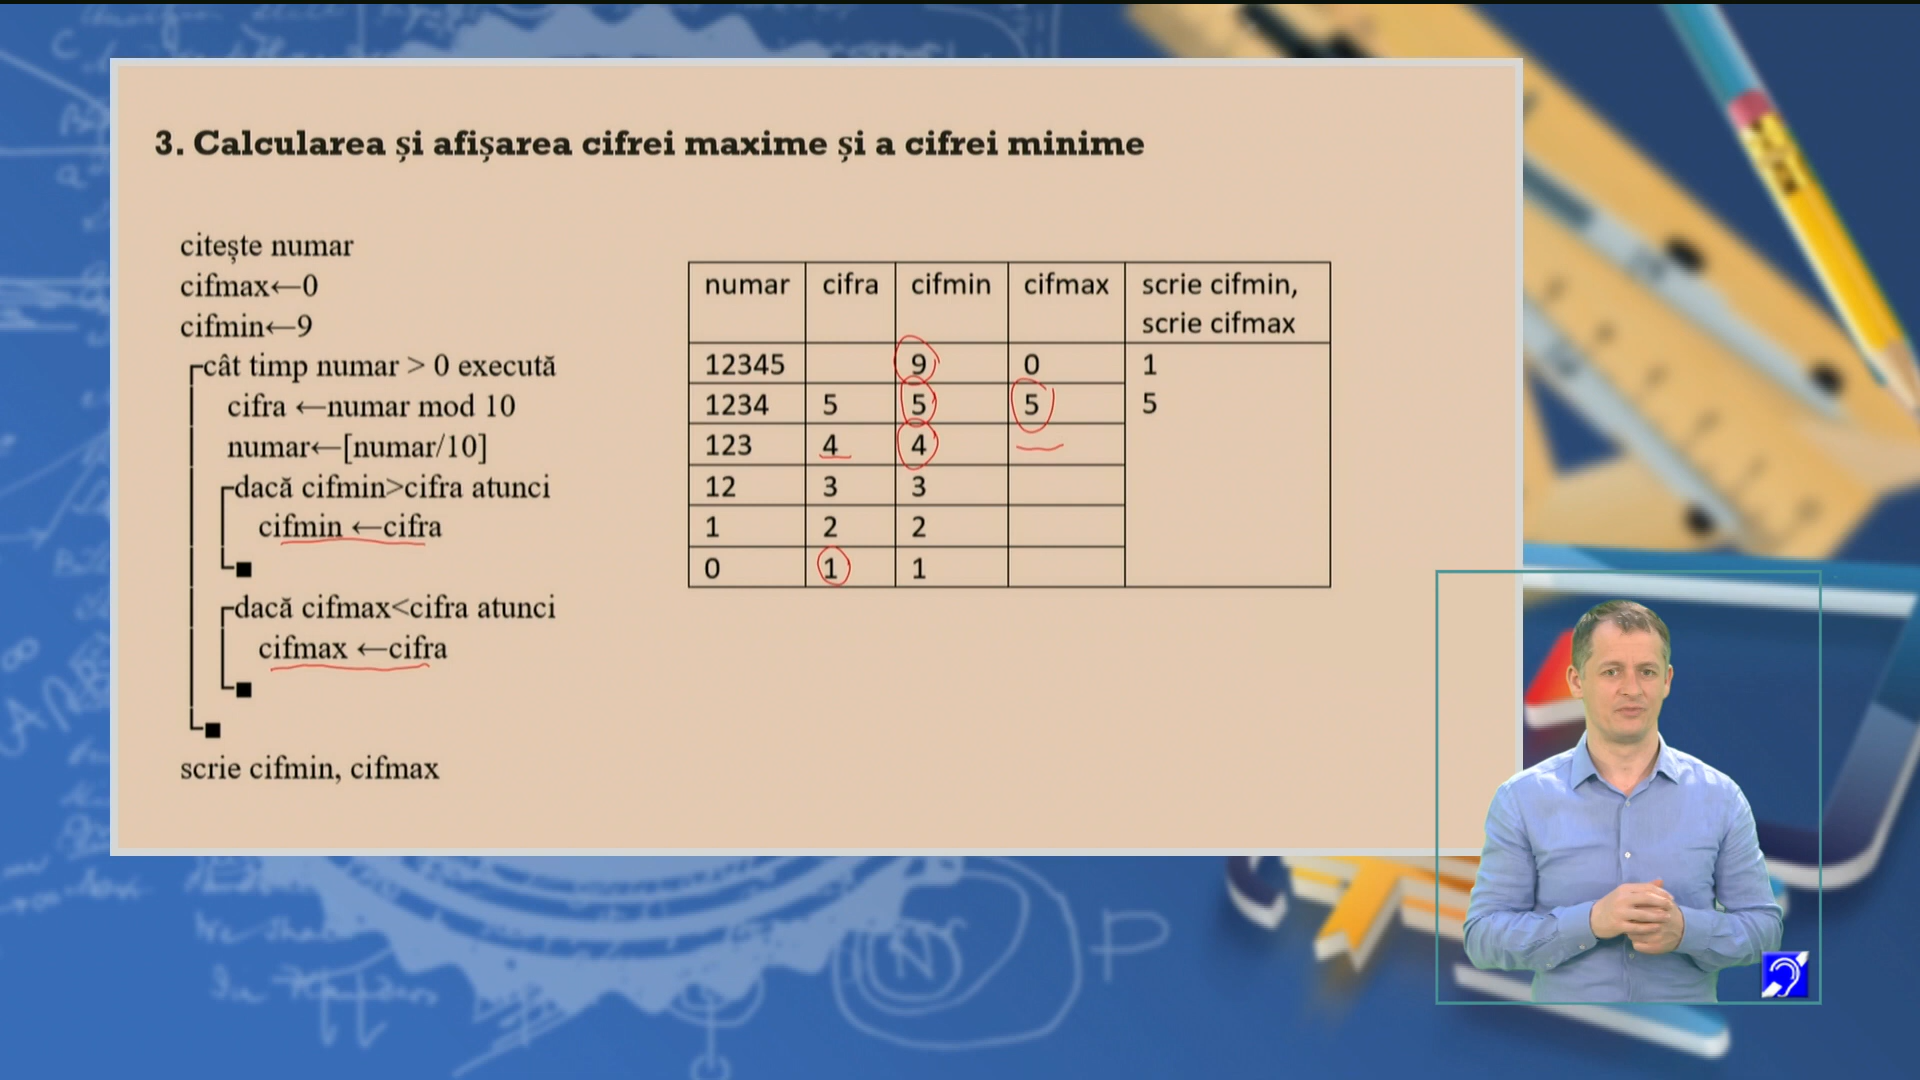 3. Calcularea și afișarea cifrei maxime și a cifrei minime
citește numar
cifmax←0
cifmin←9
cât timp numar > 0 execută
cifra ←numar mod 10
numar←[numar/10]
dacă cifmin>cifra atunci
cifmin ←cifra
■
dacă cifmax<cifra atunci
cifmax ←cifra
■
■
scrie cifmin, cifmax
numar cifra cifmin cifmax scrie cifmin,
scrie cifmax
12345 9 0 1
1234 5 5 5 5
123 4 4
12 3 3
1 2 2
0 1 1
N P